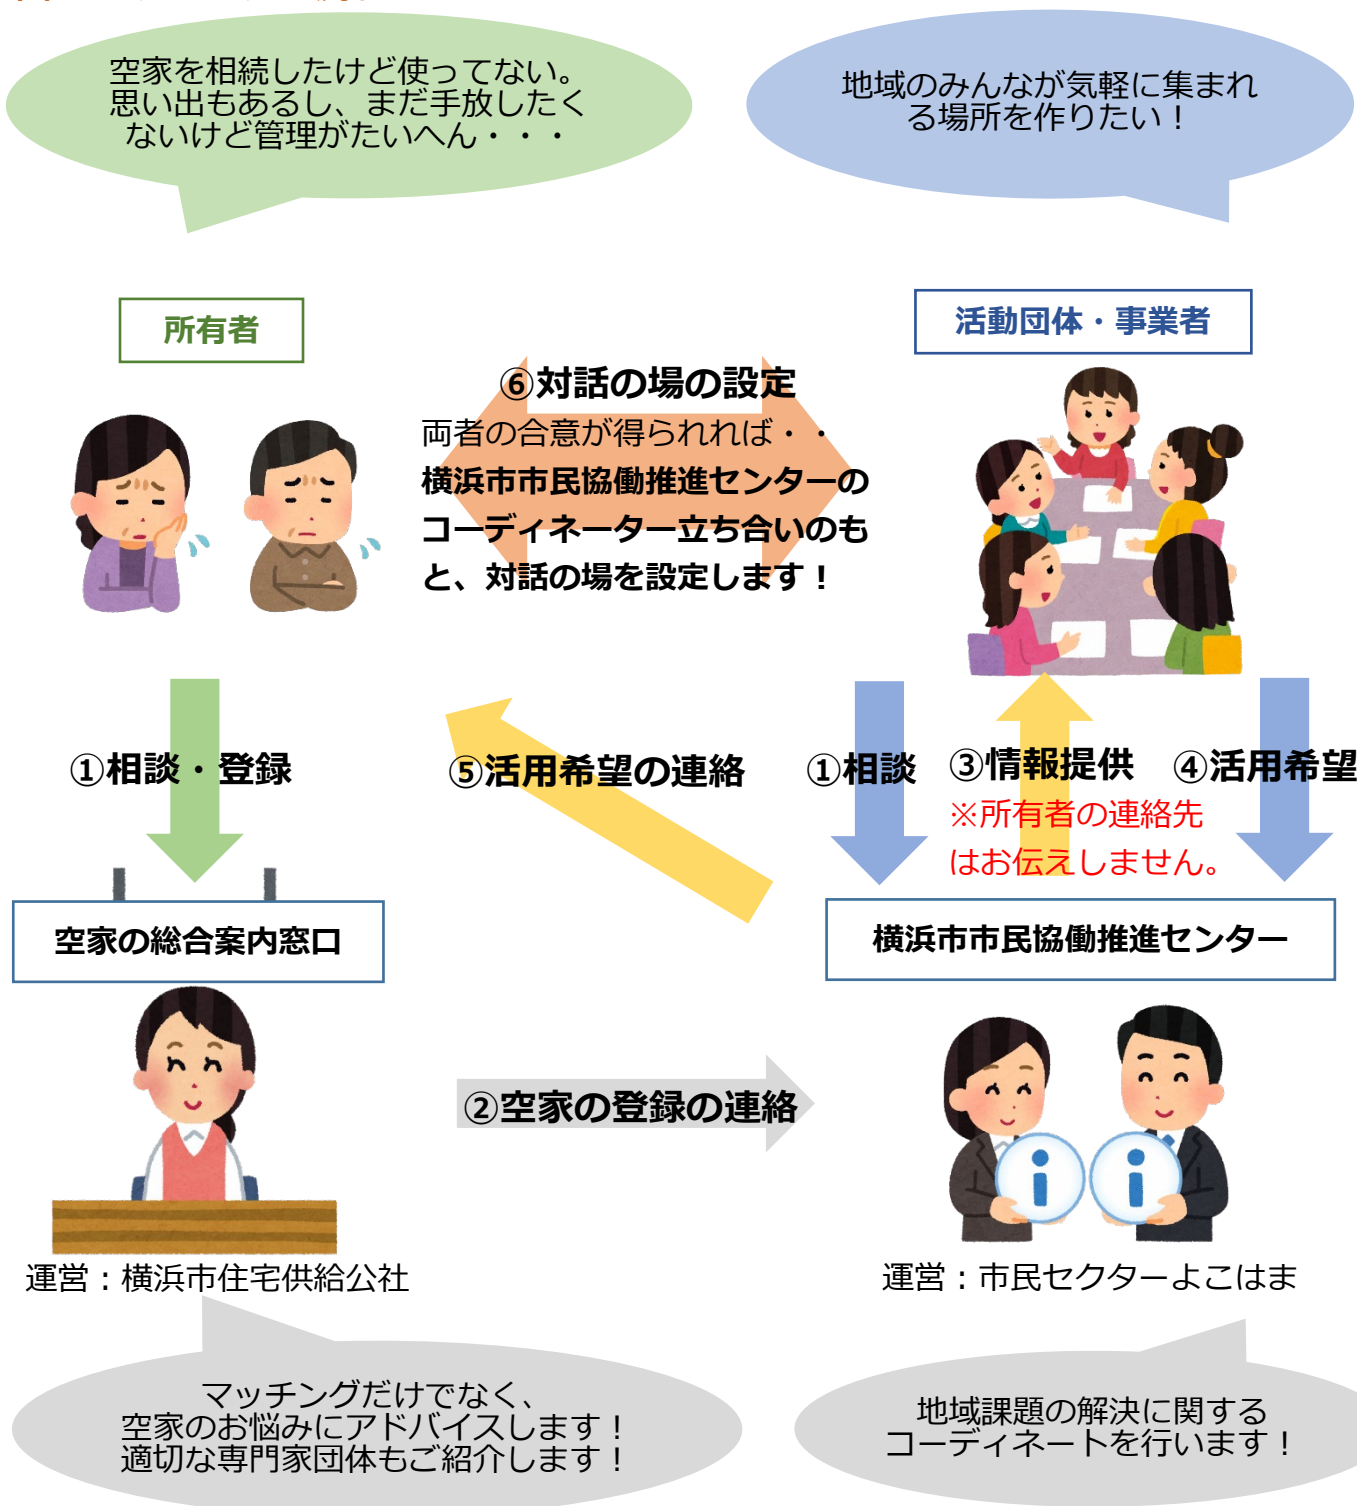 空家を相続したけど使ってない。
思い出もあるし、まだ手放したく
ないけど管理がたいへん・・・
地域のみんなが気軽に集まれ
る場所を作りたい！
所有者
活動団体・事業者
⑥対話の場の設定
両者の合意が得られれば・・
横浜市市民協働推進センターの
コーディネーター立ち合いのも
と、対話の場を設定します！
①相談・登録
⑤活用希望の連絡
①相談
③情報提供
※所有者の連絡先
はお伝えしません。
④活用希望
空家の総合案内窓口
横浜市市民協働推進センター
②空家の登録の連絡
運営：横浜市住宅供給公社
運営：市民セクターよこはま
マッチングだけでなく、
空家のお悩みにアドバイスします！
適切な専門家団体もご紹介します！
地域課題の解決に関する
コーディネートを行います！